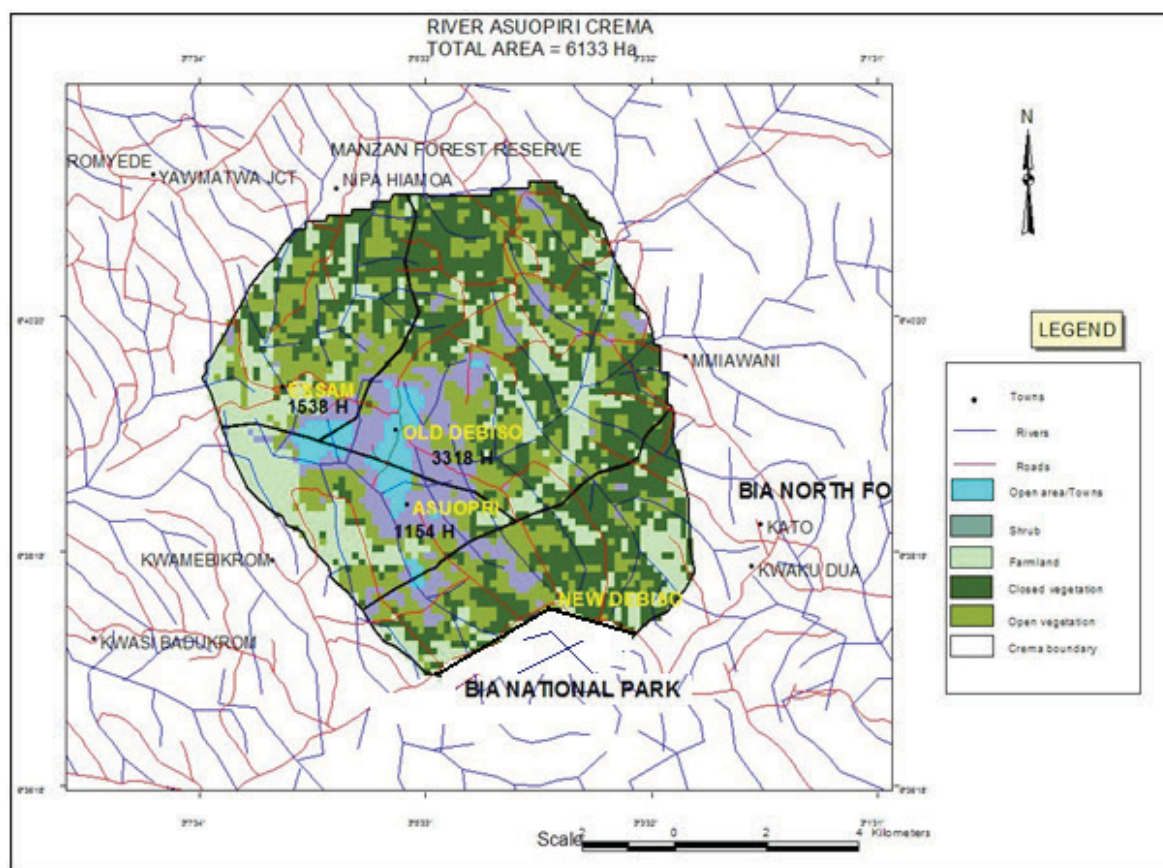 RIVER ASUOPIRI CREMA
TOTAL AREA = 6133 Ha
N
MANZAN FOREST RESERVE
ROMYEDE
YAWMATWA JCT
NIPA HIAMOA
MMIAWANI
1538 H
OLD DEBISO
3318 H
ASUOPRI
1154 H
BIA NORTH FO
KATO
KWAKU DUA
KWAMEBIKROM
NEW DEBISO
KWASI BADUKROM
BIA NATIONAL PARK
LEGEND
Towns
Rivers
Roads
Open area/Towns
Shrub
Farmland
Closed vegetation
Open vegetation
Crema boundary
Scale
2 0 2 4 Kilometers